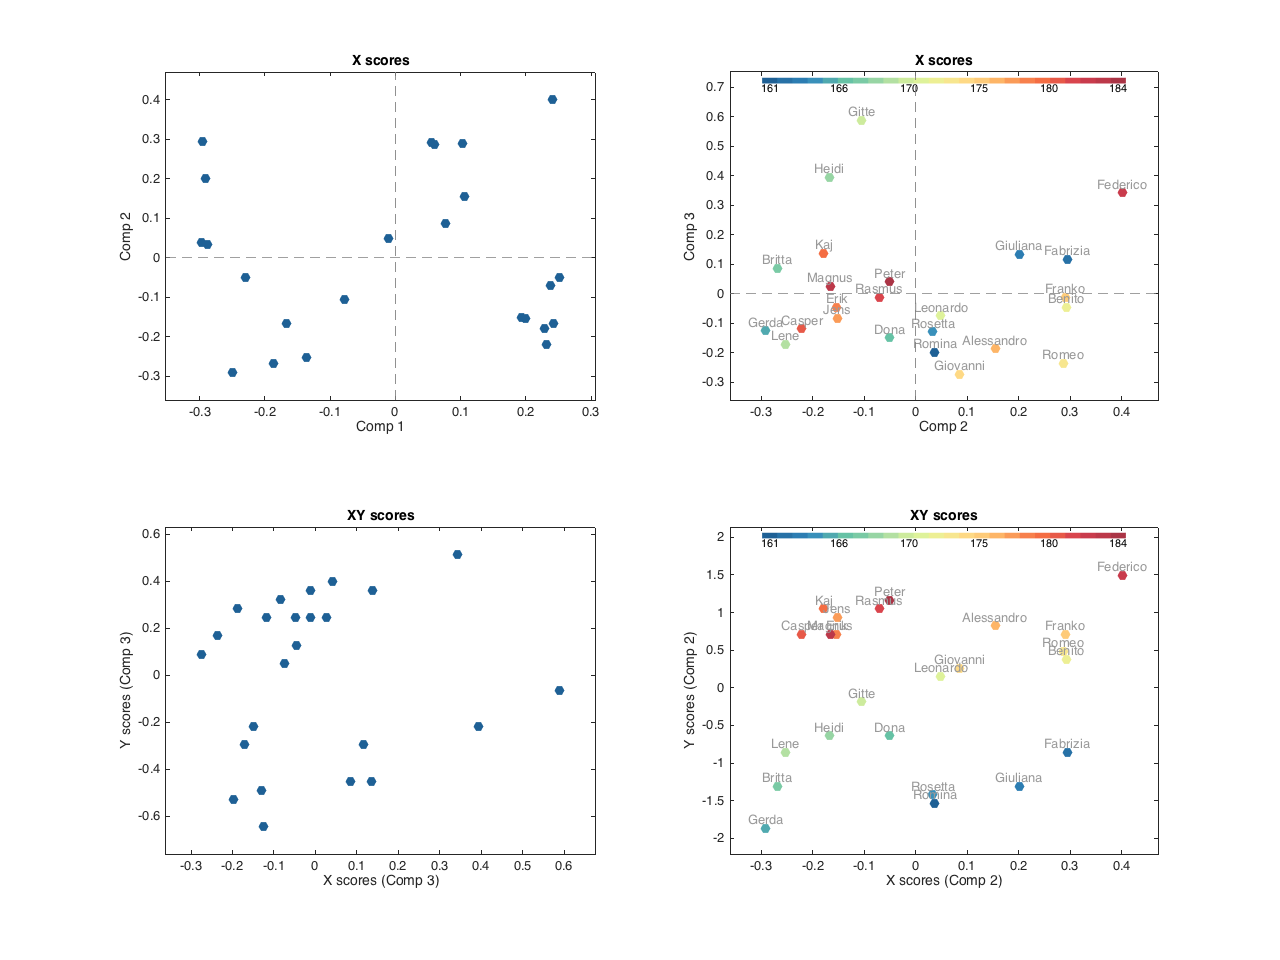 X scores
0.4
0.3
0.2
0.1
0
-0.1
-0.2
-0.3
Comp 2
-0.3 -0.2 -0.1 0 0.1 0.2 0.3
Comp 1
X scores
161 166 170 175 180 184
0.7
0.6
0.5
0.4
0.3
0.2
0.1
0
-0.1
-0.2
-0.3
Comp 3
Gitte
Heidi
Federico
Kaj
Giuliana
Fabrizia
Britta
Magnus
Peter
Rasmus
Franko
Erik
Benito
Jens
Leonardo
Gerda
Casper
Rosetta
Lene
Dona
Romina
Alessandro
Giovanni
Romeo
-0.3 -0.2 -0.1 0 0.1 0.2 0.3 0.4
Comp 2
XY scores
0.6
0.4
0.2
0
-0.2
-0.4
-0.6
Y scores (Comp 3)
-0.3 -0.2 -0.1 0 0.1 0.2 0.3 0.4 0.5 0.6
X scores (Comp 3)
XY scores
161 166 170 175 180 184
2
1.5
1
0.5
0
-0.5
-1
-1.5
-2
Y scores (Comp 2)
Federico
Peter
Kaj
Rasmus
Jens
Alessandro
Casper
Magnus
Erik
Franko
Romeo
Benito
Giovanni
Leonardo
Gitte
Heidi
Dona
Lene
Fabrizia
Britta
Giuliana
Rosetta
Romina
Gerda
-0.3 -0.2 -0.1 0 0.1 0.2 0.3 0.4
X scores (Comp 2)